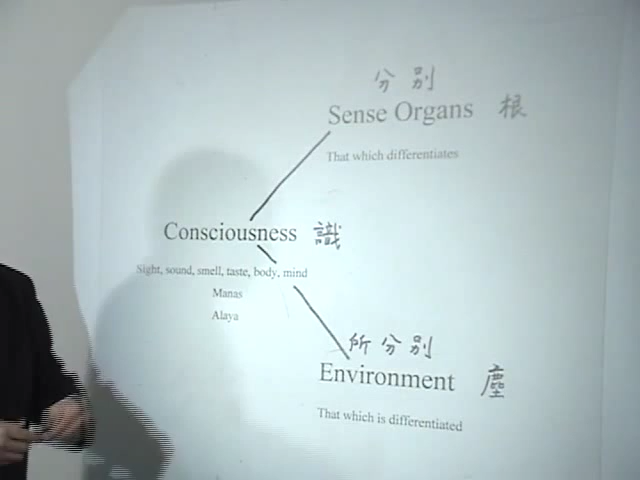 分別
Sense Organs 根
That which differentiates
Consciousness 識
Sight, sound, smell, taste, body, mind
Manas
Alaya
所分別
Environment 塵
That which is differentiated